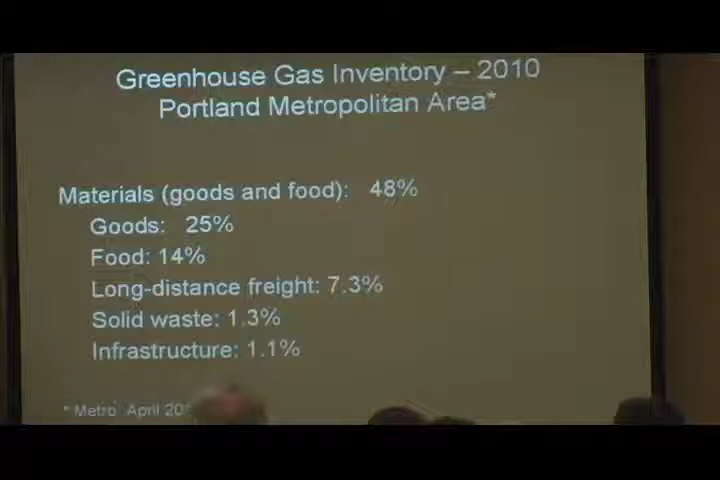 Greenhouse Gas Inventory – 2010
Portland Metropolitan Area*
Materials (goods and food): 48%
Goods: 25%
Food: 14%
Long-distance freight: 7.3%
Solid waste: 1.3%
Infrastructure: 1.1%
* Metro, April